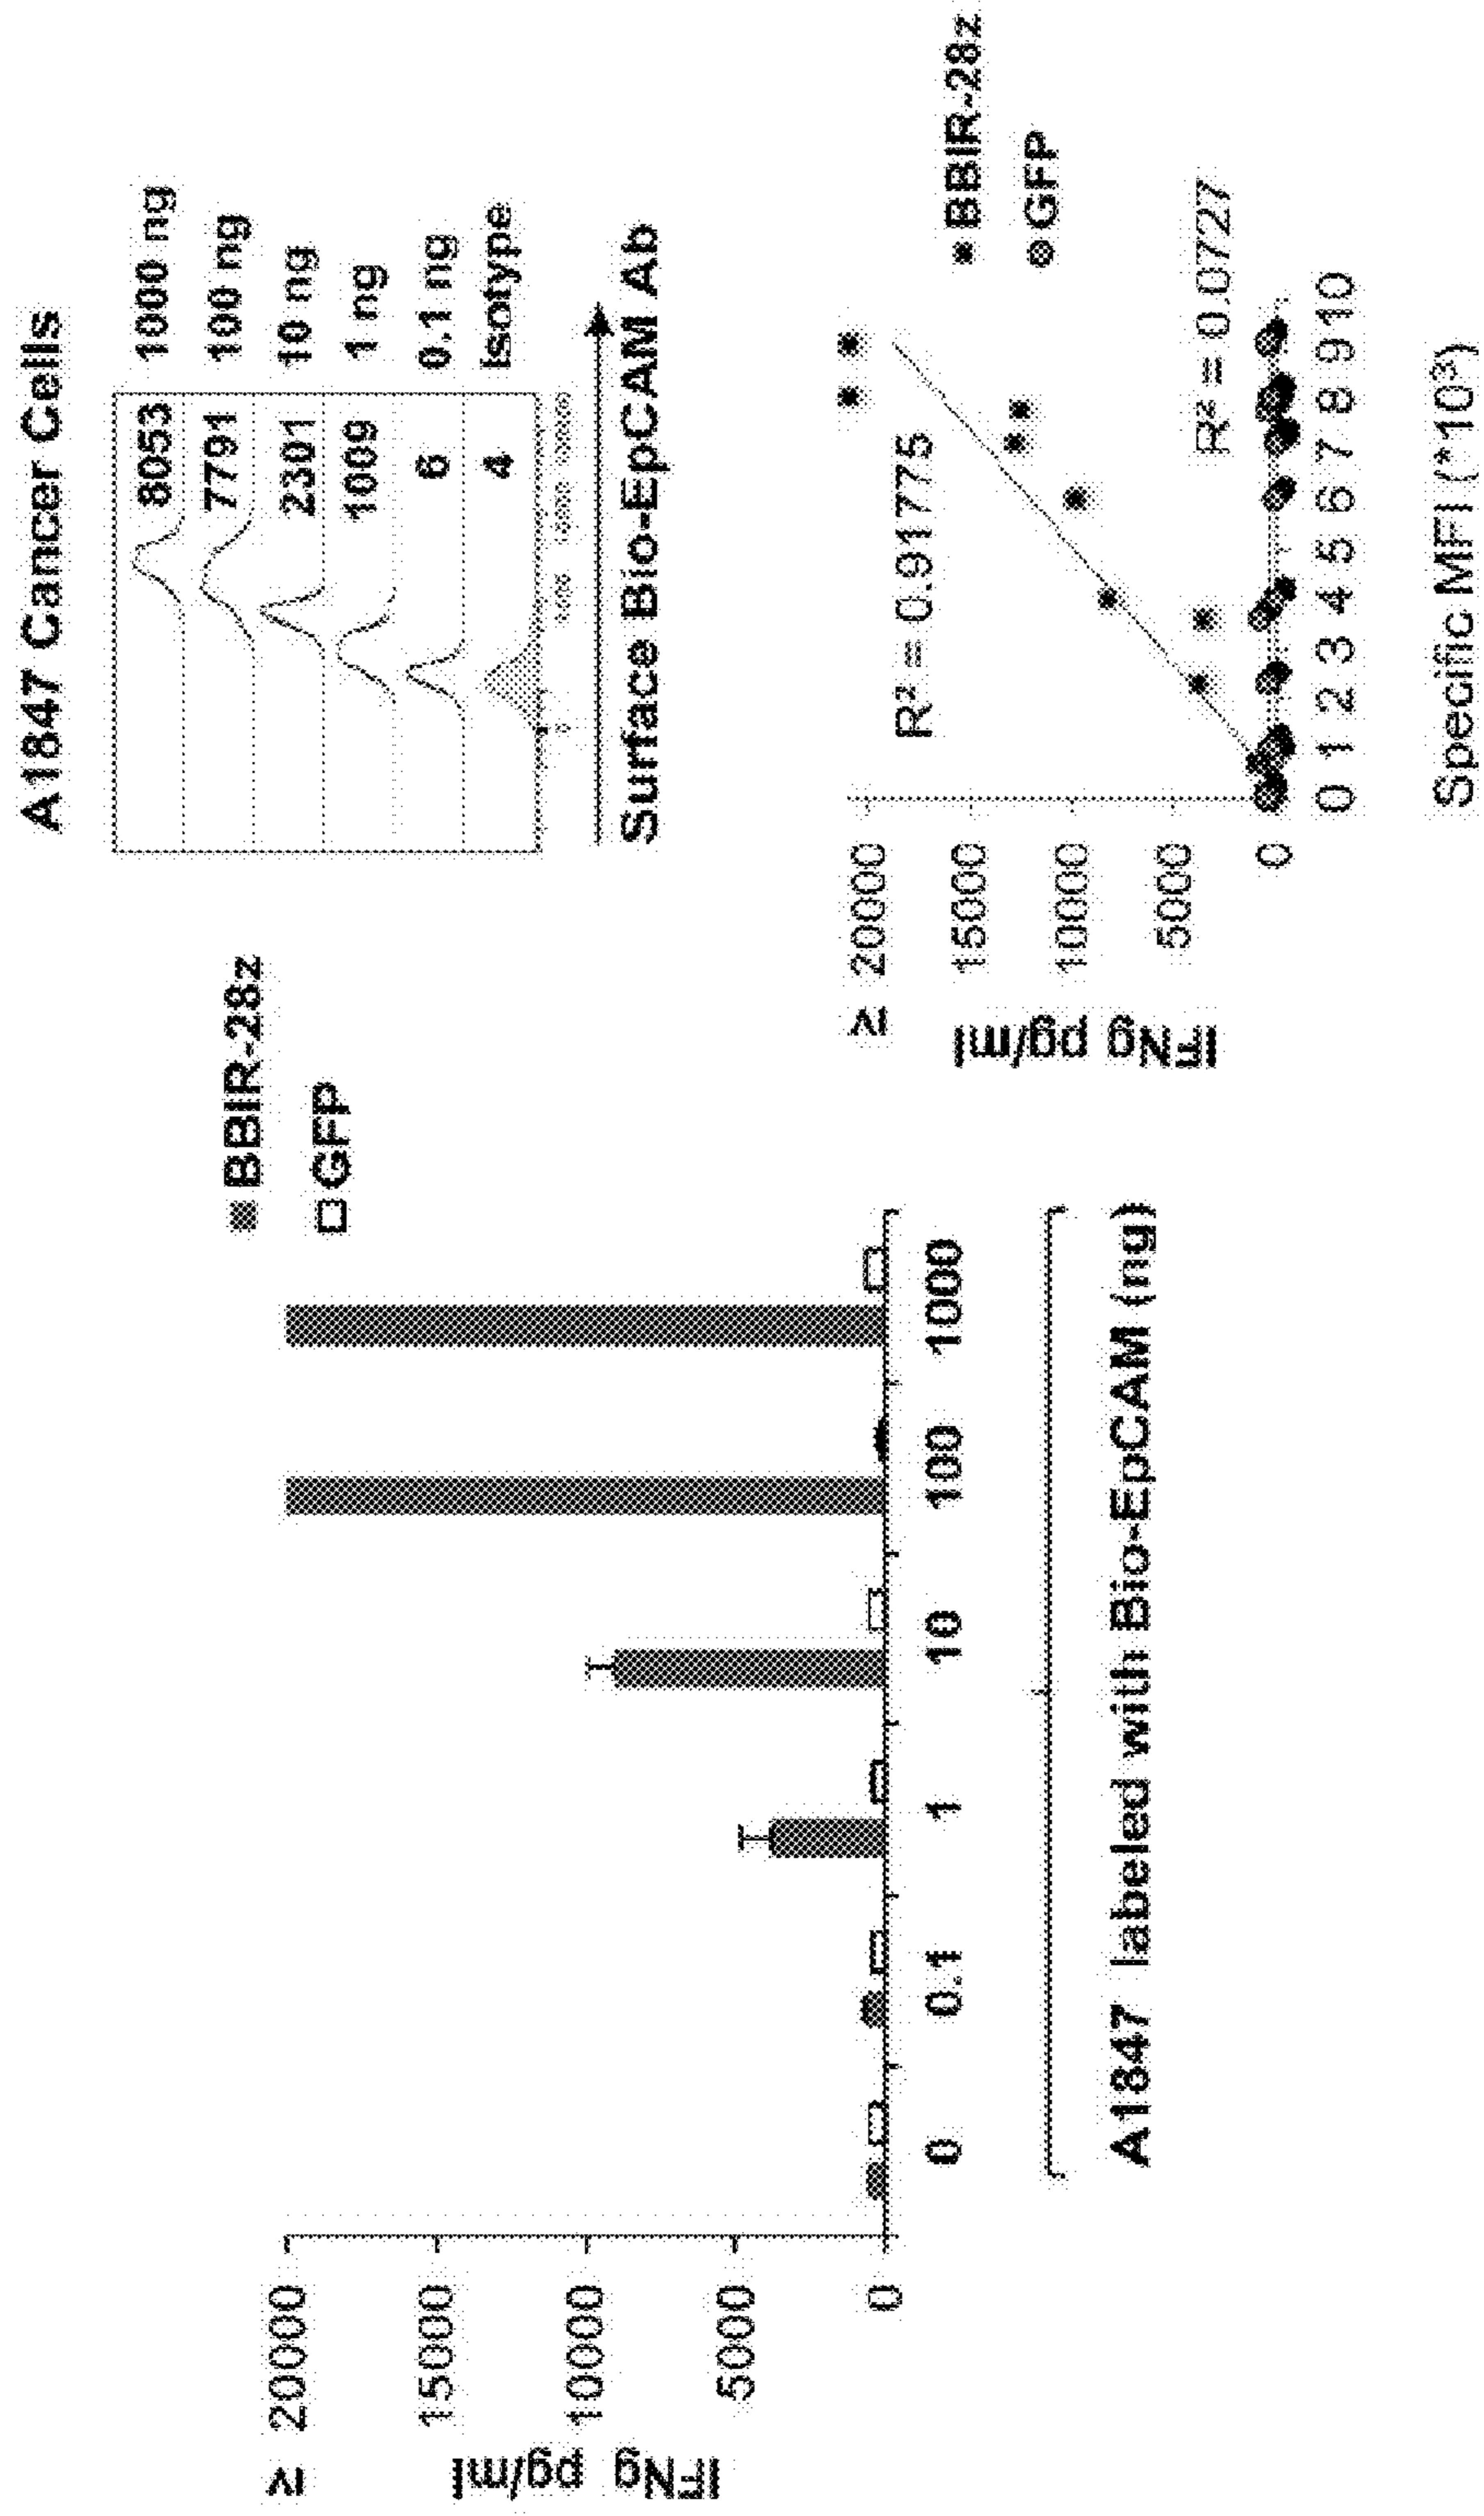 ≥ 20000
15000
10000
5000
0
IFNg pg/ml
BBIR-28z
GFP
0 0.1 1 10 100 1000
A1847 labeled with Bio-EpCAM (ng)
A1847 Cancer Cells
8053 1000 ng
7791 100 ng
2301 10 ng
1009 1 ng
6 0.1 ng
4 Isotype
Surface Bio-EpCAM Ab
≥ 20000
15000
10000
5000
0
IFNg pg/ml
R² = 0.91775
BBIR-28z
GFP
R² = 0.0727
0 1 2 3 4 5 6 7 8 9 10
Specific MFI (*10³)